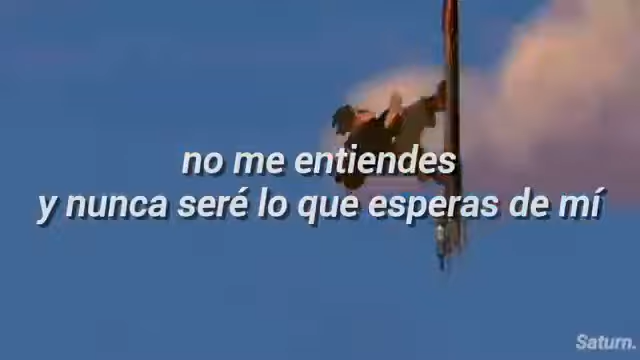 no me entiendes
y nunca seré lo que esperas de mí
Saturn.